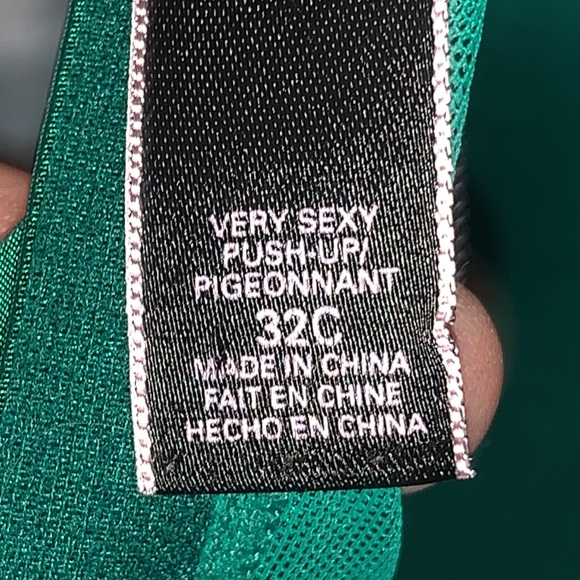 VERY SEXY
PUSH-UP/
PIGEONNANT
32C
MADE IN CHINA
FAIT EN CHINE
HECHO EN CHINA